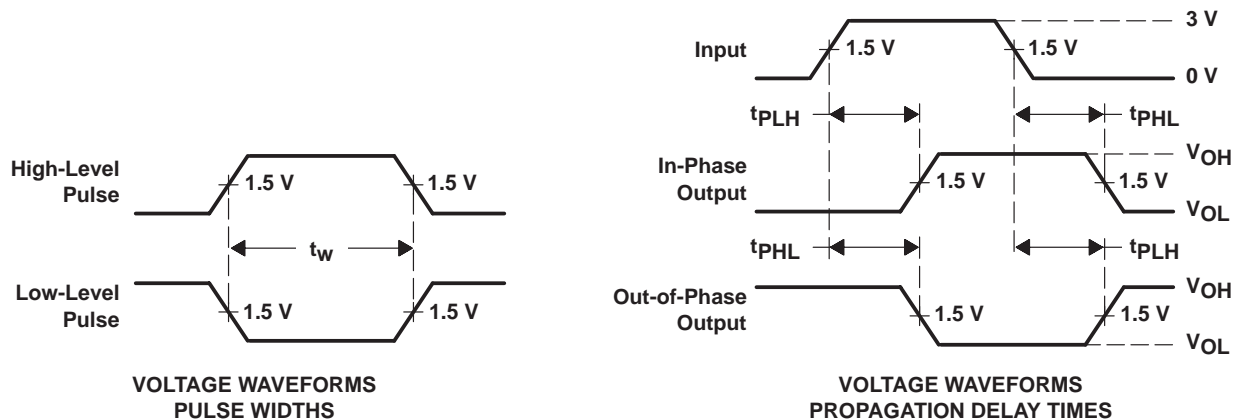 High-Level
Pulse
1.5 V
1.5 V
tw
Low-Level
Pulse
1.5 V
1.5 V
VOLTAGE WAVEFORMS
PULSE WIDTHS
Input
1.5 V
1.5 V
3 V
0 V
tPLH
tPHL
In-Phase
Output
1.5 V
1.5 V
VOH
VOL
tPHL
tPLH
Out-of-Phase
Output
1.5 V
1.5 V
VOH
VOL
VOLTAGE WAVEFORMS
PROPAGATION DELAY TIMES